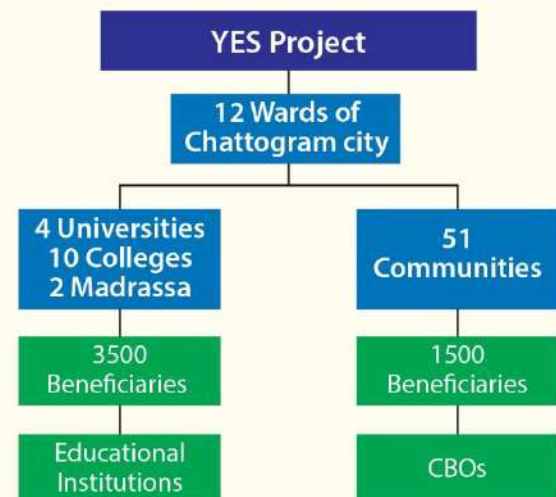 YES Project
12 Wards of
Chattogram city
4 Universities
10 Colleges
2 Madrassa
51
Communities
3500
Beneficiaries
1500
Beneficiaries
Educational
Institutions
CBOs